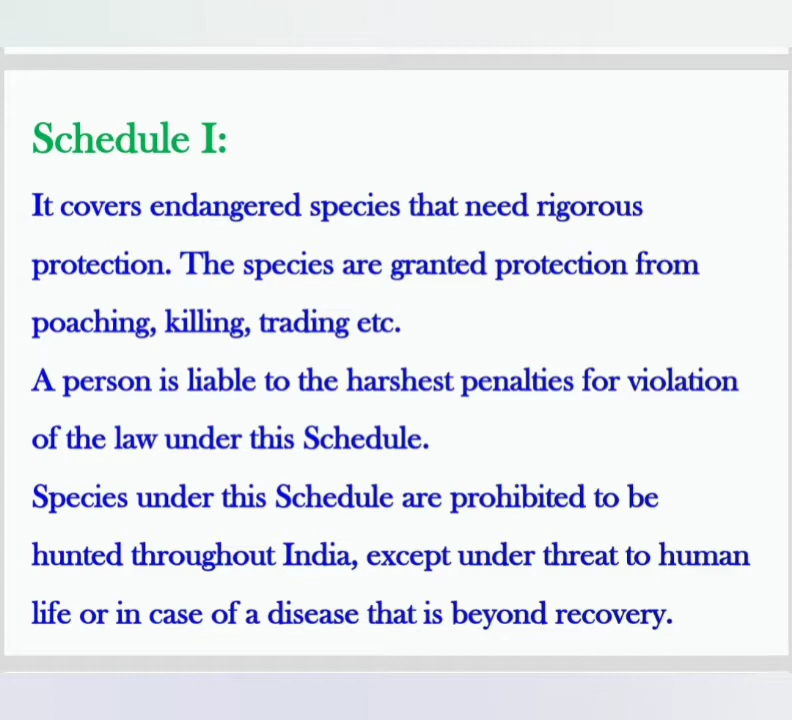 Schedule I:
It covers endangered species that need rigorous
protection. The species are granted protection from
poaching, killing, trading etc.
A person is liable to the harshest penalties for violation
of the law under this Schedule.
Species under this Schedule are prohibited to be
hunted throughout India, except under threat to human
life or in case of a disease that is beyond recovery.